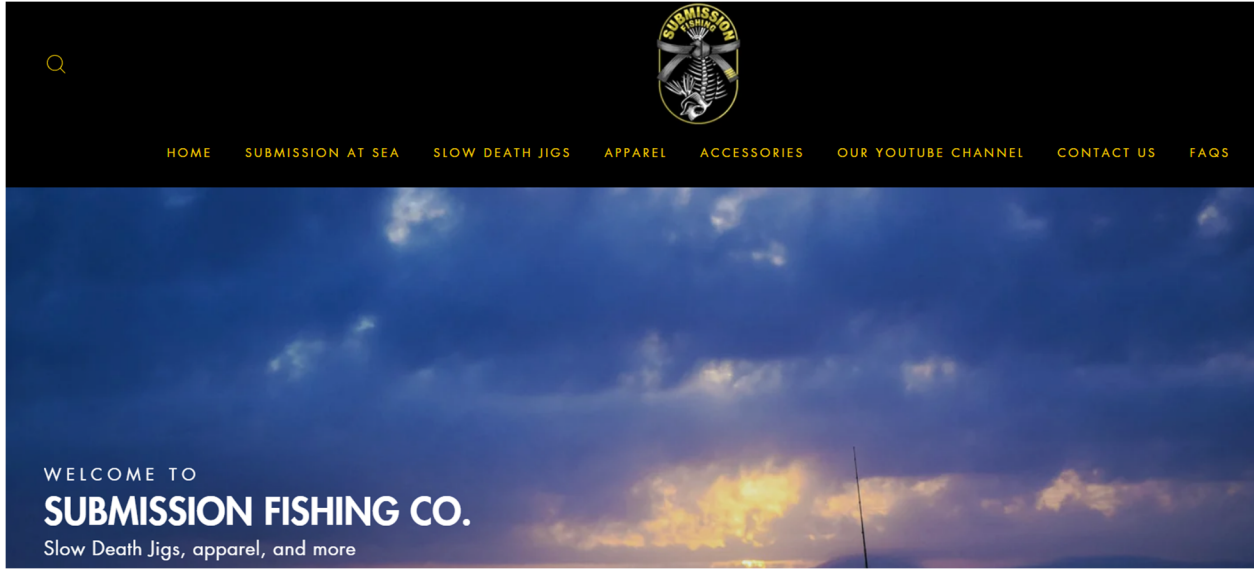 SUBMISSION
FISHING
HOME SUBMISSION AT SEA SLOW DEATH JIGS APPAREL ACCESSORIES OUR YOUTUBE CHANNEL CONTACT US FAQS
WELCOME TO
SUBMISSION FISHING CO.
Slow Death Jigs, apparel, and more